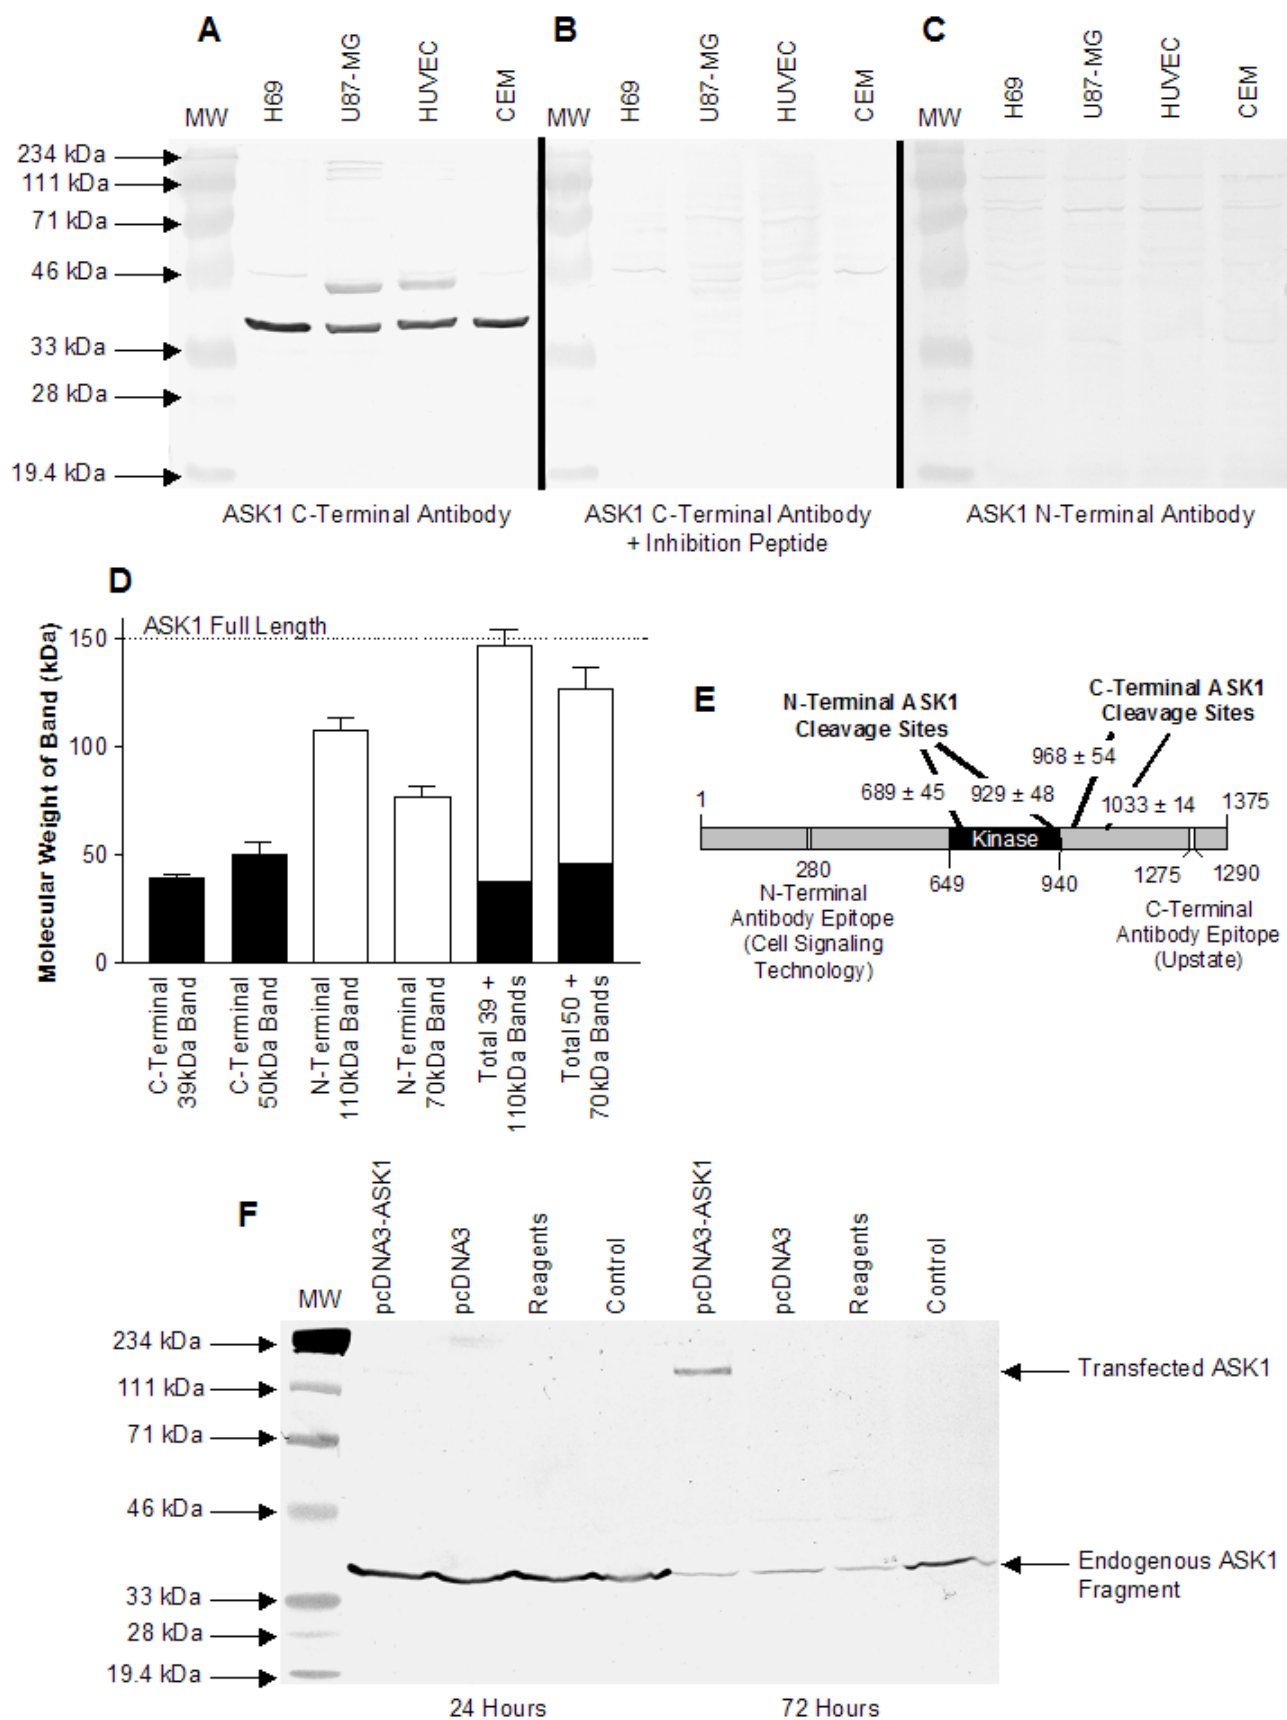 A
H69
U87-MG
HUVEC
CEM
MW
B
H69
U87-MG
HUVEC
CEM
MW
C
H69
U87-MG
HUVEC
CEM
MW
234 kDa
111 kDa
71 kDa
46 kDa
33 kDa
28 kDa
19.4 kDa
ASK1 C-Terminal Antibody
ASK1 C-Terminal Antibody
+ Inhibition Peptide
ASK1 N-Terminal Antibody
D
Molecular Weight of Band (kDa)
150
100
50
0
ASK1 Full Length
C-Terminal
39kDa Band
C-Terminal
50kDa Band
N-Terminal
110kDa Band
N-Terminal
70kDa Band
Total 39 +
110kDa Bands
Total 50 +
70kDa Bands
E
N-Terminal ASK1
Cleavage Sites
C-Terminal ASK1
Cleavage Sites
968 ± 54
689 ± 45
929 ± 48
1033 ± 14
1
1375
Kinase
280
649
940
1275
1290
N-Terminal
Antibody Epitope
(Cell Signaling
Technology)
C-Terminal
Antibody Epitope
(Upstate)
F
MW
pcDNA3-ASK1
pcDNA3
Reagents
Control
pcDNA3-ASK1
pcDNA3
Reagents
Control
234 kDa
111 kDa
71 kDa
46 kDa
33 kDa
28 kDa
19.4 kDa
Transfected ASK1
Endogenous ASK1
Fragment
24 Hours
72 Hours